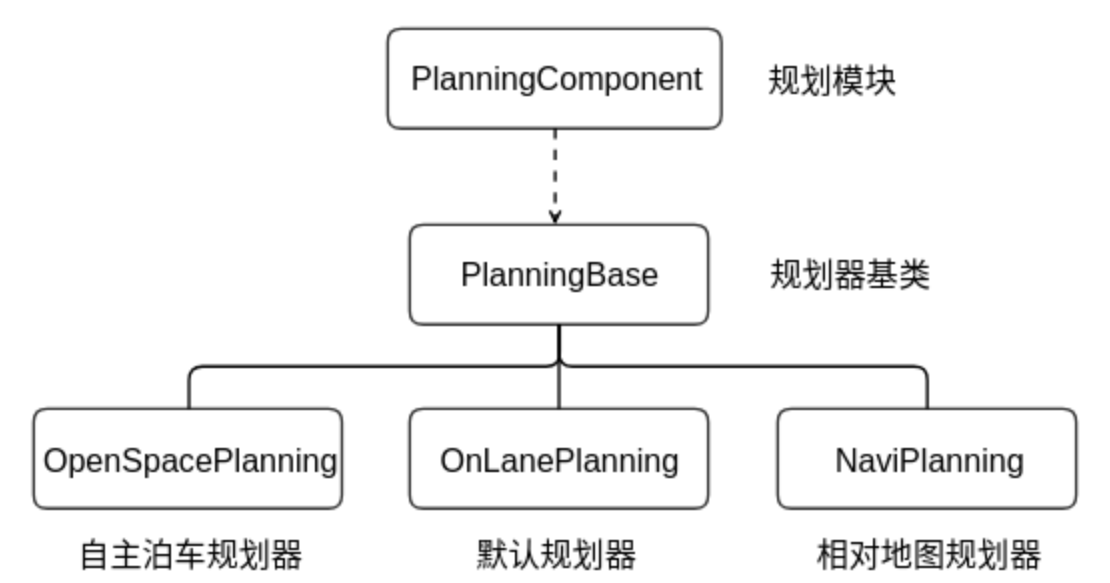 PlanningComponent 规划模块
PlanningBase 规划器基类
OpenSpacePlanning OnLanePlanning NaviPlanning
自主泊车规划器 默认规划器 相对地图规划器